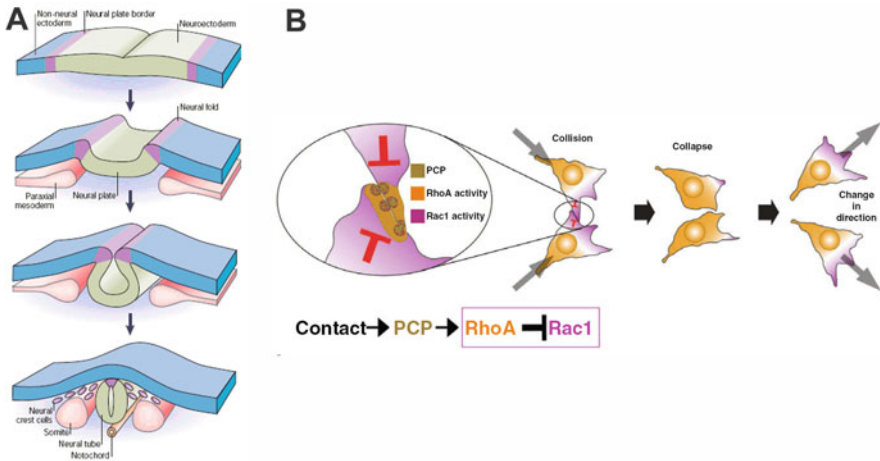 A
Non-neural
ectoderm
Neural plate border
Neuroectoderm
Neural fold
Paraxial
mesoderm
Neural plate
Neural
crest cells
Somite
Neural tube
Notochord
B
PCP
RhoA activity
Rac1 activity
Collision
Collapse
Change in
direction
Contact PCP RhoA Rac1